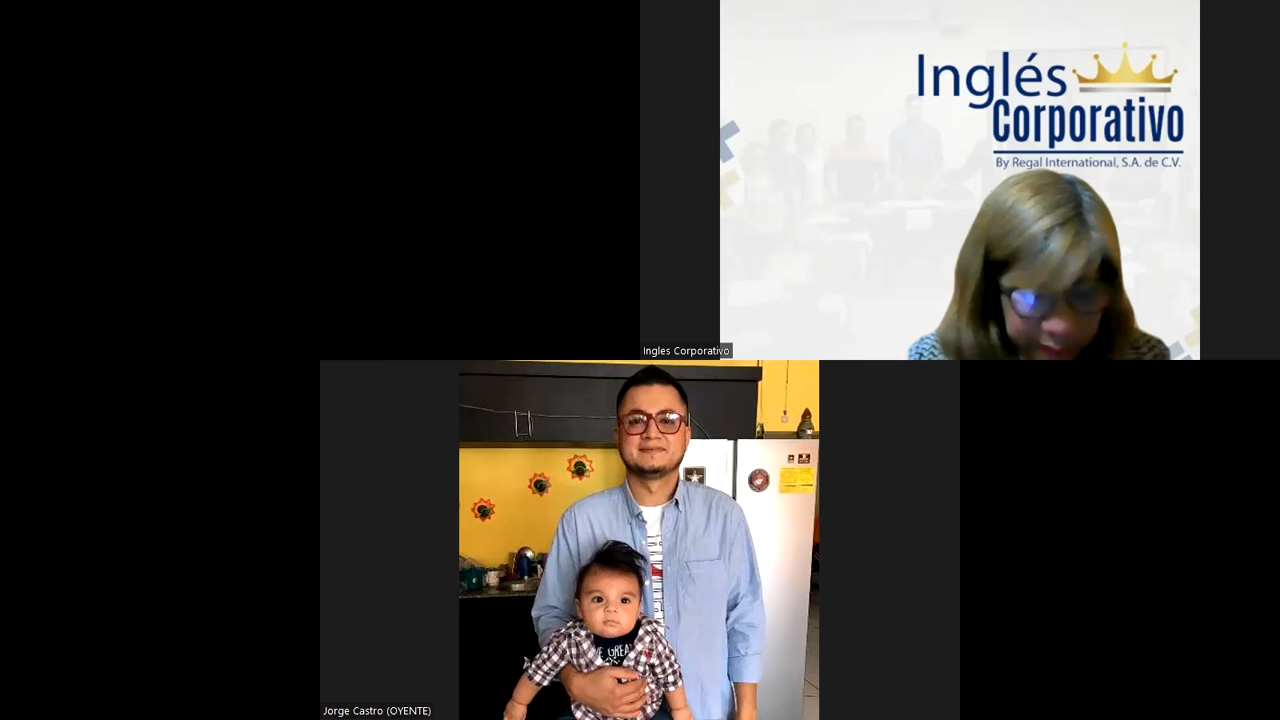 Inglés
Corporativo
By Regal International, S.A. de C.V.
Ingles Corporativo
Jorge Castro (OYENTE)